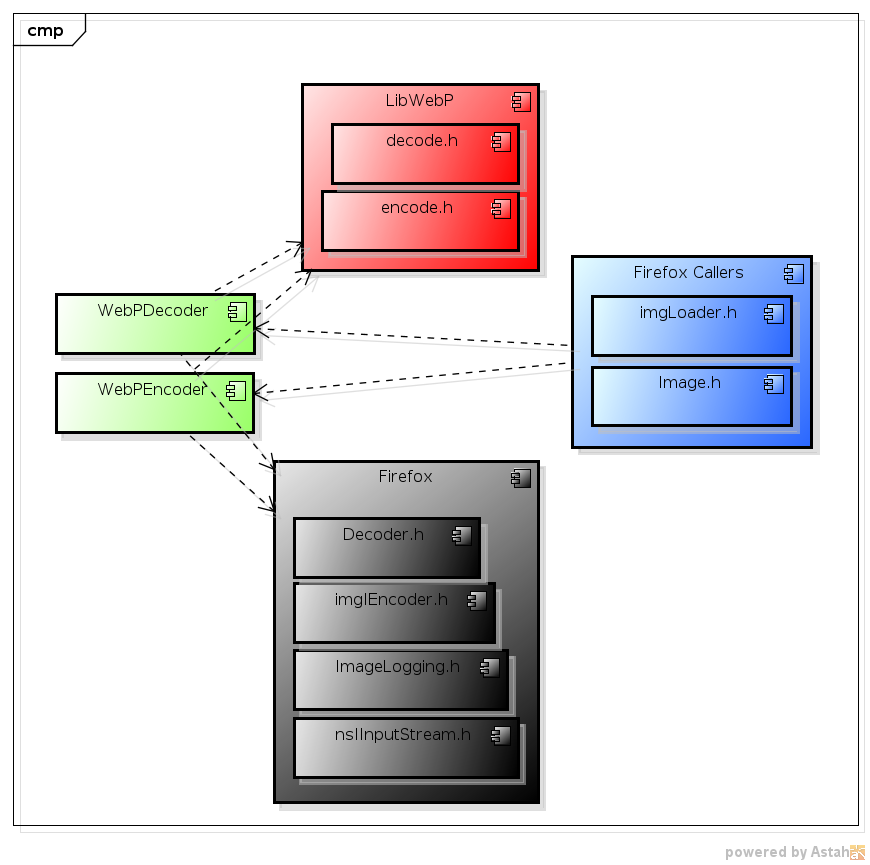 cmp
LibWebP
decode.h
encode.h
Firefox Callers
imgLoader.h
Image.h
WebPDecoder
WebPEncoder
Firefox
Decoder.h
imgIEncoder.h
ImageLogging.h
nsIInputStream.h
powered by Astah